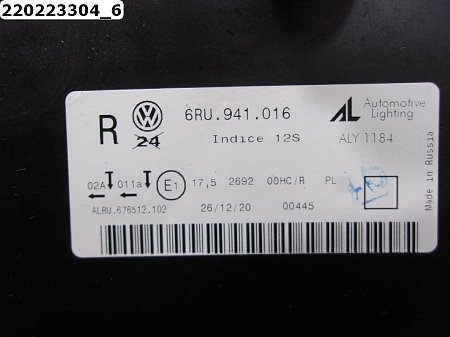 220223304_6
R VW 6RU.941.016 AL Automotive Lighting
24 Indice 12S ALY 1184
02A 011a E1 17,5 2692 00HC/R PL
ALRU.676512.102 26/12/20 00445
Made in Russia